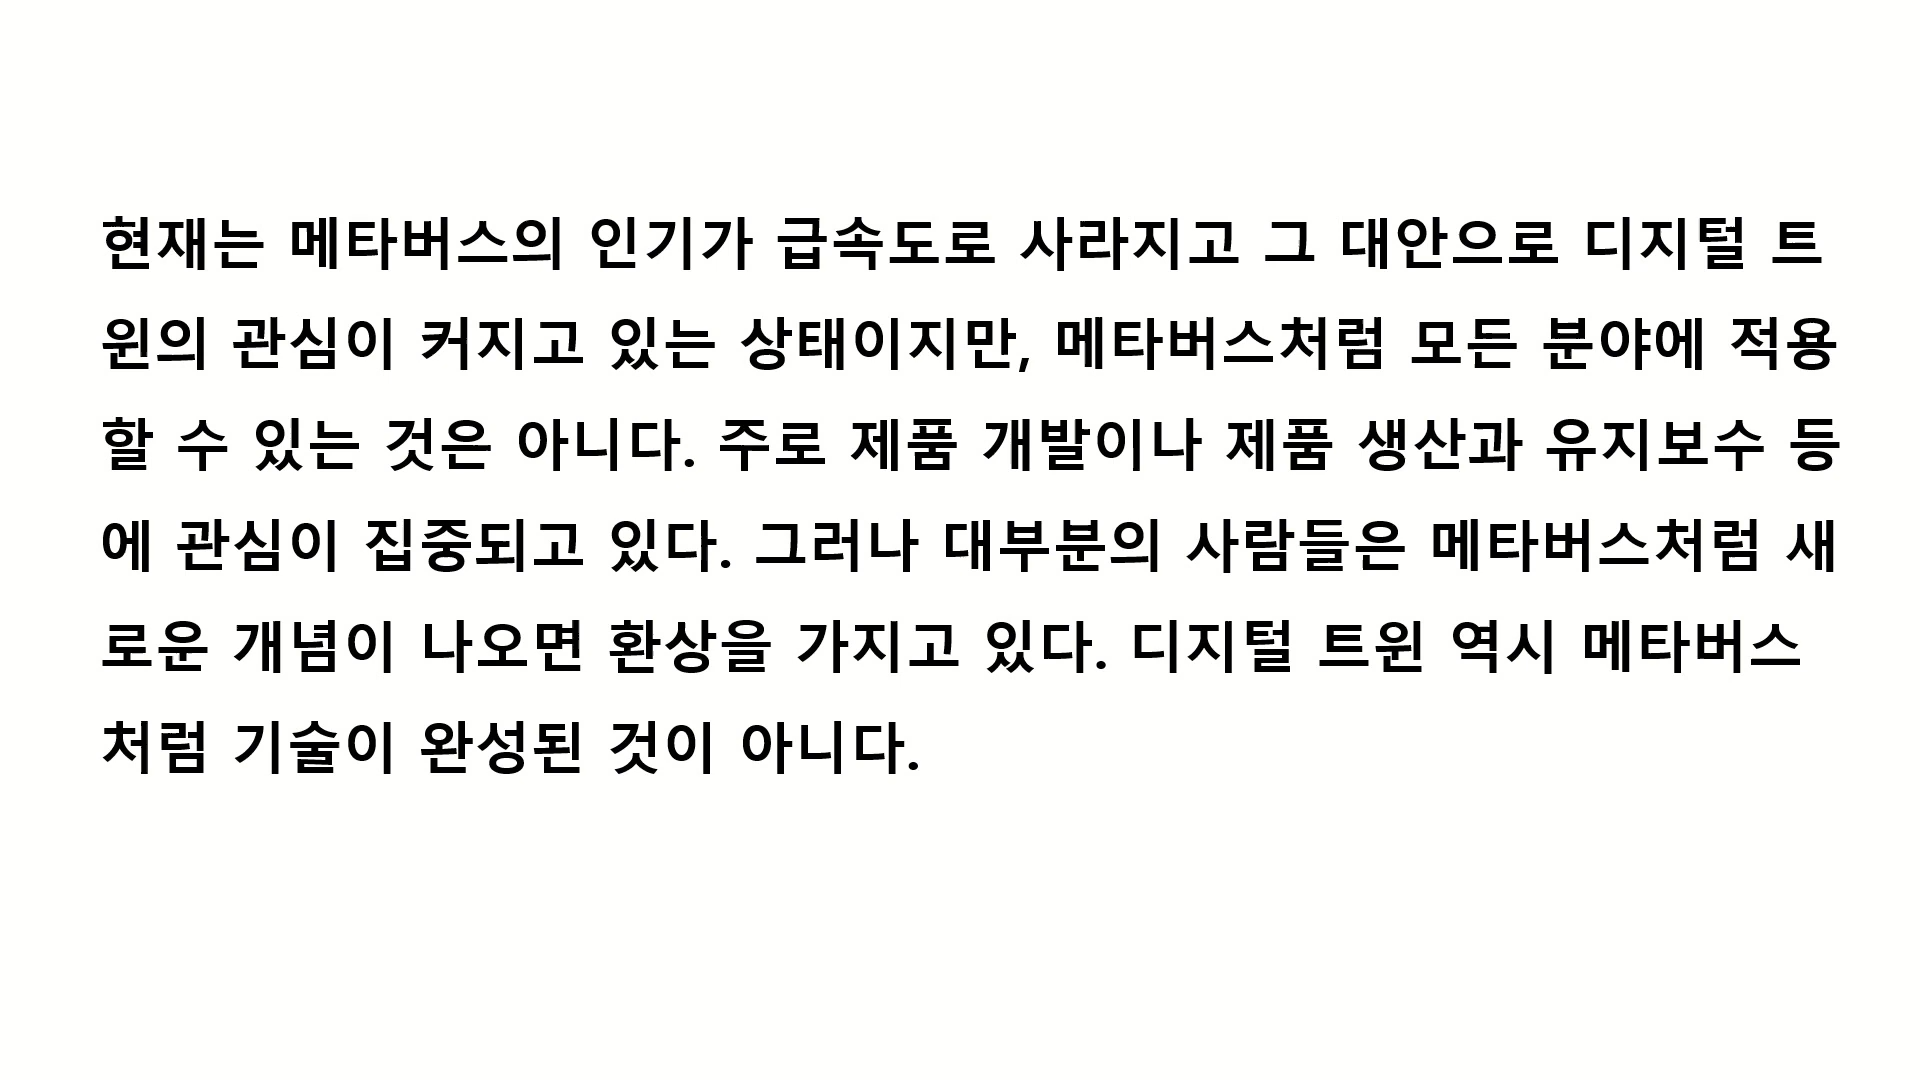 현재는 메타버스의 인기가 급속도로 사라지고 그 대안으로 디지털 트
윈의 관심이 커지고 있는 상태이지만, 메타버스처럼 모든 분야에 적용
할 수 있는 것은 아니다. 주로 제품 개발이나 제품 생산과 유지보수 등
에 관심이 집중되고 있다. 그러나 대부분의 사람들은 메타버스처럼 새
로운 개념이 나오면 환상을 가지고 있다. 디지털 트윈 역시 메타버스
처럼 기술이 완성된 것이 아니다.